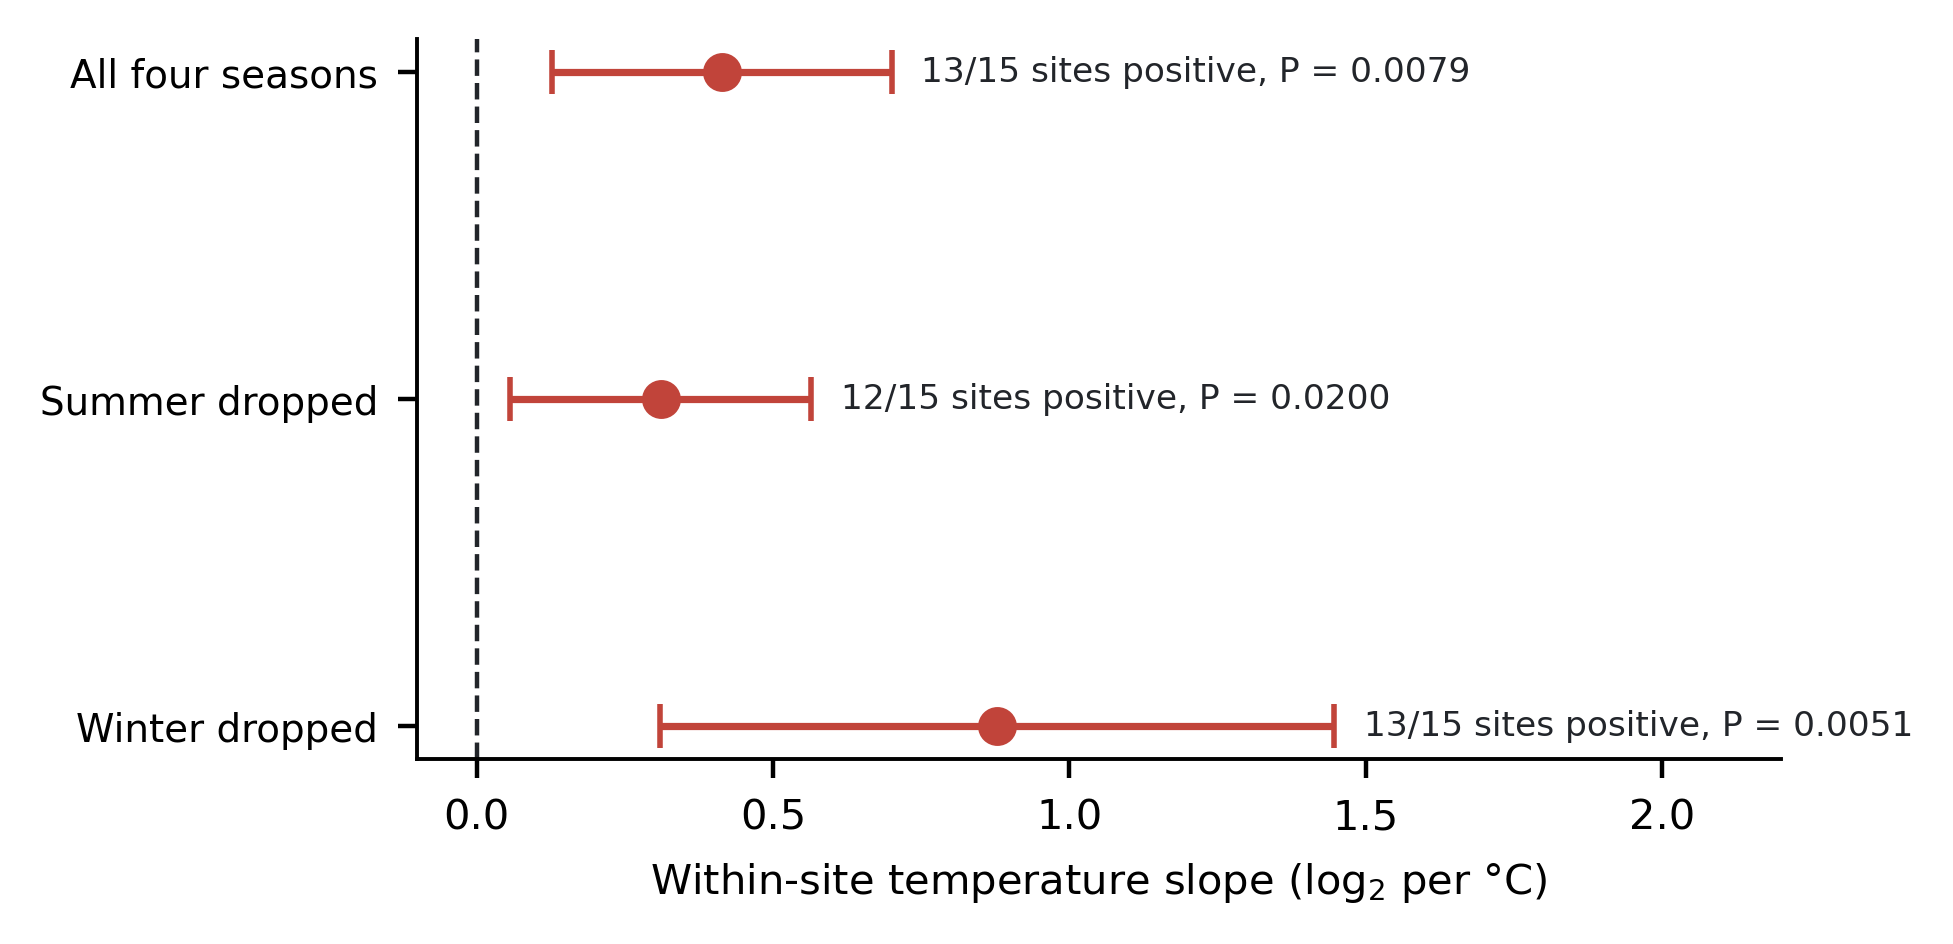 All four seasons
13/15 sites positive, P = 0.0079
Summer dropped
12/15 sites positive, P = 0.0200
Winter dropped
13/15 sites positive, P = 0.0051
0.0 0.5 1.0 1.5 2.0
Within-site temperature slope (log₂ per °C)